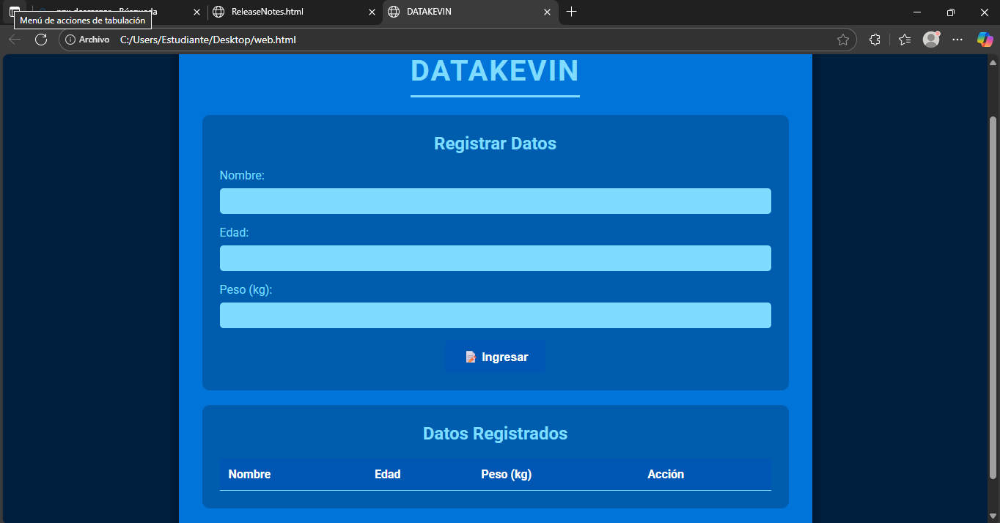 Búsqueda
ReleaseNotes.html
DATAKEVIN
Menú de acciones de tabulación
Archivo
C:/Users/Estudiante/Desktop/web.html
DATAKEVIN
Registrar Datos
Nombre:
Edad:
Peso (kg):
Ingresar
Datos Registrados
Nombre Edad Peso (kg) Acción